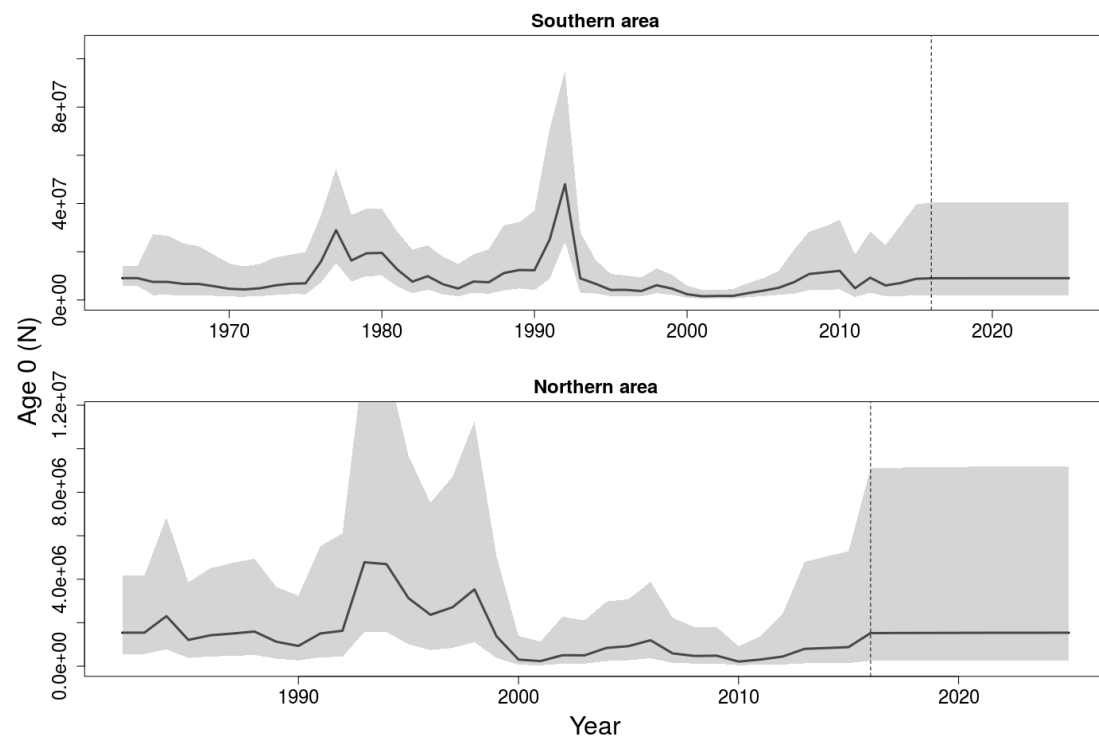 Southern area
8e+07
4e+07
0e+00
1970 1980 1990 2000 2010 2020
Age 0 (N)
Northern area
1.2e+07
8.0e+06
4.0e+06
0.0e+00
1990 2000 2010 2020
Year